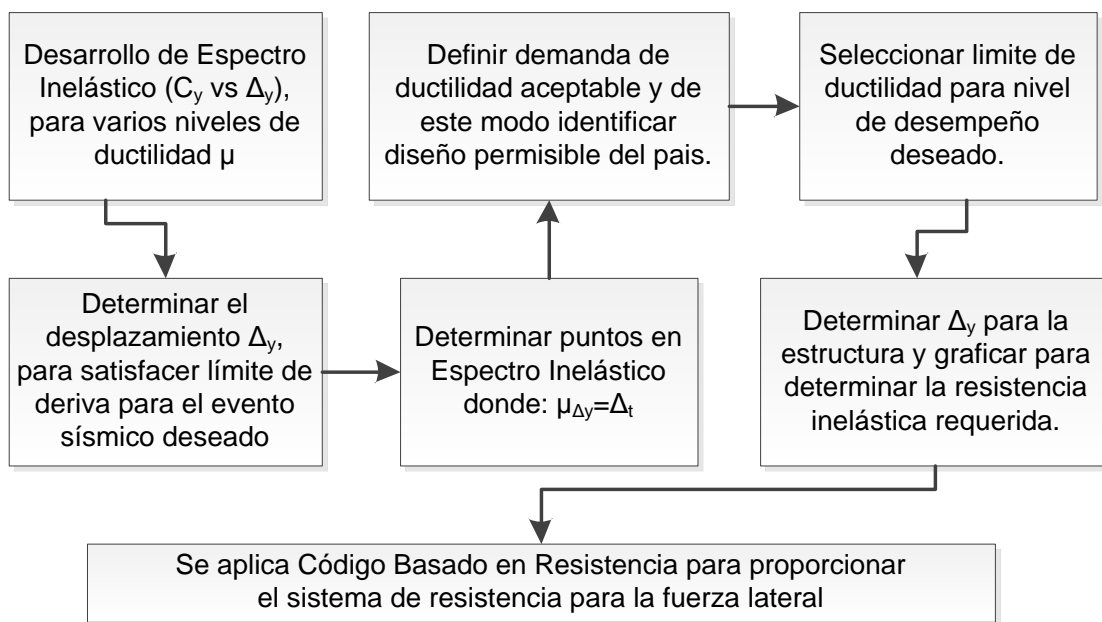 Desarrollo de Espectro
Inelástico (Cy vs Δy),
para varios niveles de
ductilidad μ
Determinar el
desplazamiento Δy,
para satisfacer límite de
deriva para el evento
sísmico deseado
Determinar puntos en
Espectro Inelástico
donde: μΔy=Δt
Definir demanda de
ductilidad aceptable y de
este modo identificar
diseño permisible del pais.
Seleccionar limite de
ductilidad para nivel
de desempeño
deseado.
Determinar Δy para la
estructura y graficar para
determinar la resistencia
inelástica requerida.
Se aplica Código Basado en Resistencia para proporcionar
el sistema de resistencia para la fuerza lateral